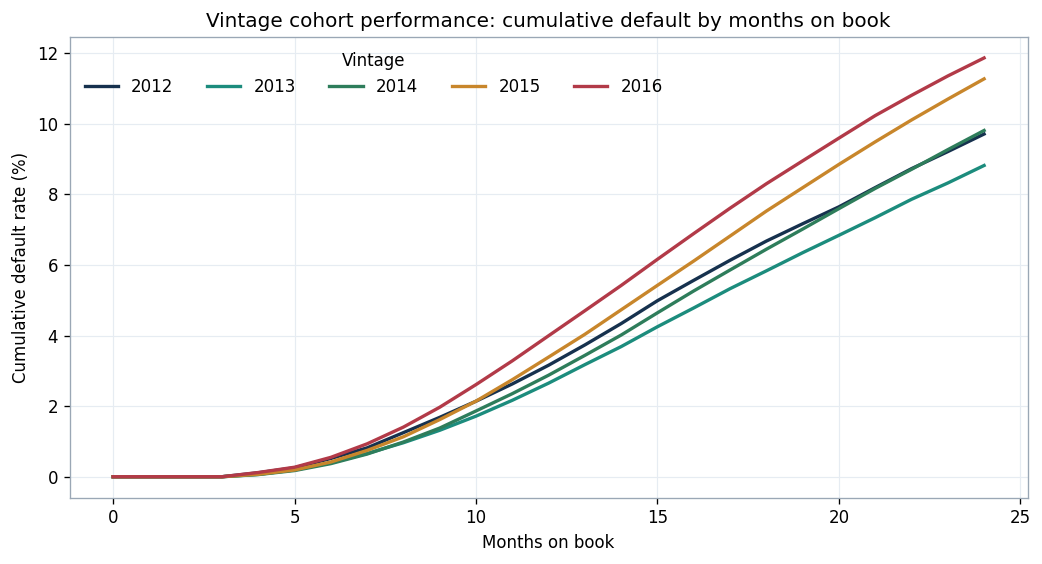 Vintage cohort performance: cumulative default by months on book
Vintage
2012 2013 2014 2015 2016
Cumulative default rate (%)
12
10
8
6
4
2
0
0 5 10 15 20 25
Months on book